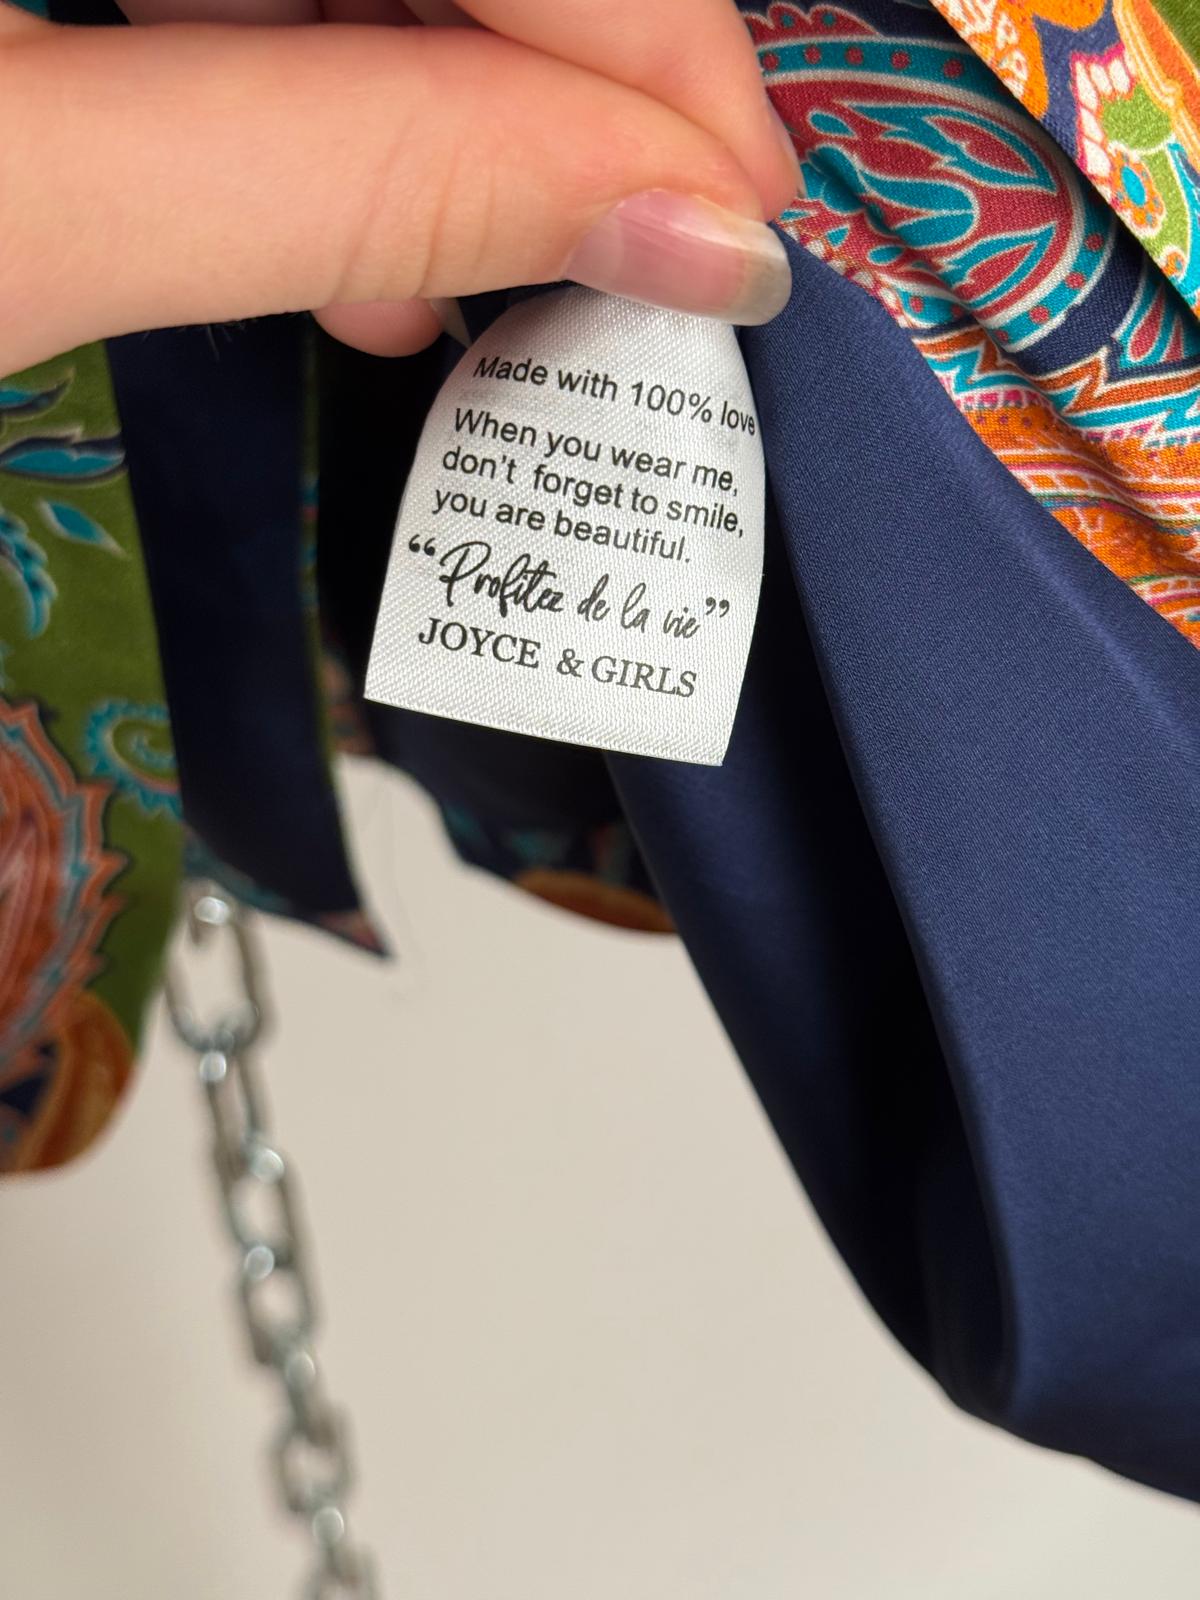 Made with 100% love
When you wear me,
don't forget to smile,
you are beautiful.
“Profitez de la vie”
JOYCE & GIRLS